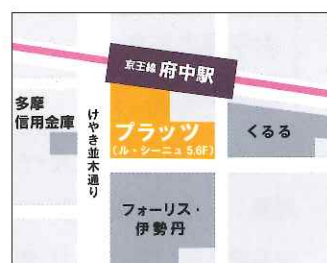 京王線 府中駅
多摩
信用金庫
けやき並木通り
プラッツ
(ル・シーニュ 5,6F)
くるる
フォーリス・
伊勢丹